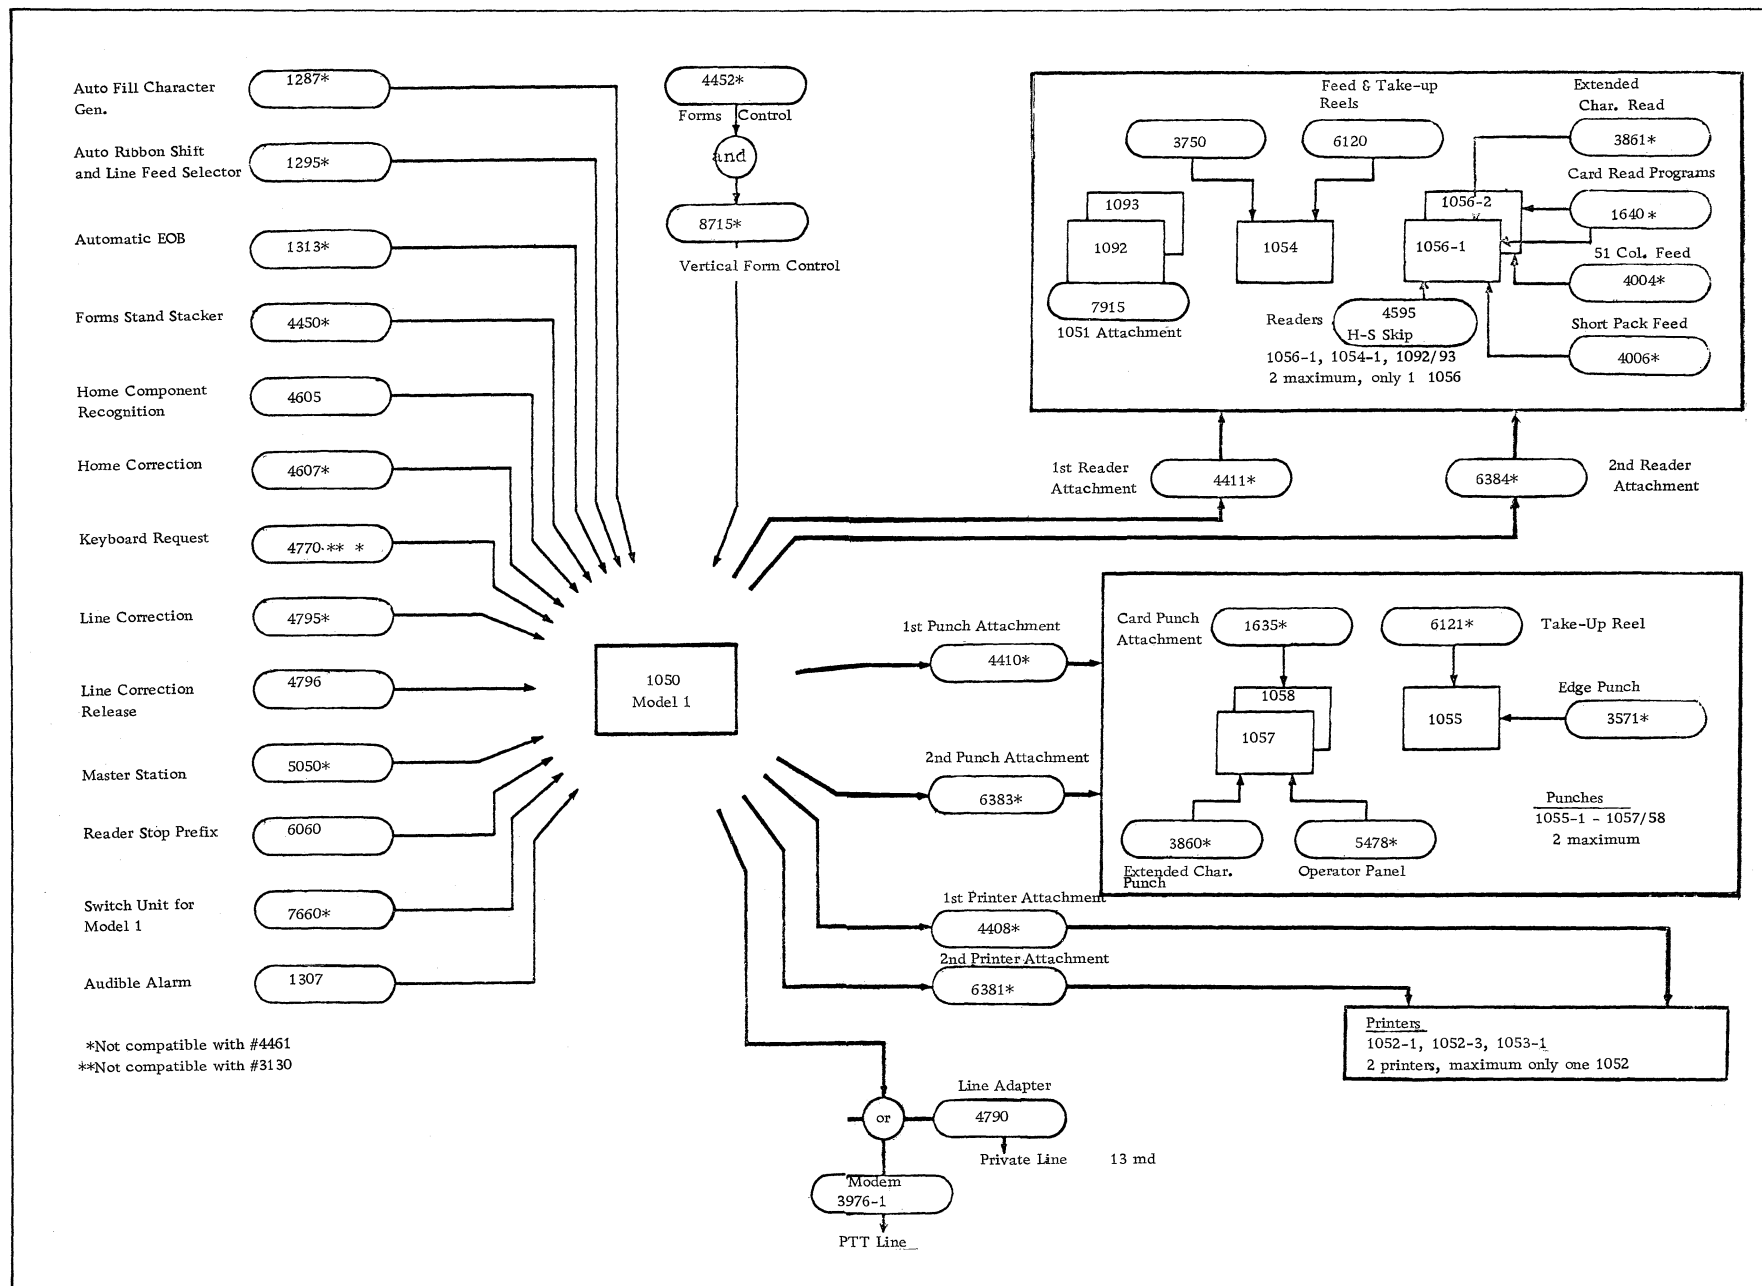 Auto Fill Character
Gen.
1287*
Auto Ribbon Shift
and Line Feed Selector
1295*
Automatic EOB
1313*
Forms Stand Stacker
4450*
Home Component
Recognition
4605
Home Correction
4607*
Keyboard Request
4770 ** *
Line Correction
4795*
Line Correction
Release
4796
Master Station
5050*
Reader Stop Prefix
6060
Switch Unit for
Model 1
7660*
Audible Alarm
1307
*Not compatible with #4461
**Not compatible with #3130
4452*
Forms Control
and
8715*
Vertical Form Control
1050
Model 1
Feed & Take-up
Reels
3750
6120
1093
1092
7915
1051 Attachment
1054
Extended
Char. Read
3861*
Card Read Programs
1640 *
1056-2
1056-1
51 Col. Feed
4004*
Short Pack Feed
4006*
Readers
4595
H-S Skip
1056-1, 1054-1, 1092/93
2 maximum, only 1 1056
1st Reader
Attachment
4411*
6384*
2nd Reader
Attachment
1st Punch Attachment
4410*
2nd Punch Attachment
6383*
Card Punch
Attachment
1635*
6121*
Take-Up Reel
1058
1057
1055
Edge Punch
3571*
3860*
Extended Char.
Punch
5478*
Operator Panel
Punches
1055-1 - 1057/58
2 maximum
1st Printer Attachment
4408*
2nd Printer Attachment
6381*
Printers
1052-1, 1052-3, 1053-1
2 printers, maximum only one 1052
or
Line Adapter
4790
Private Line 13 md
Modem
3976-1
PTT Line